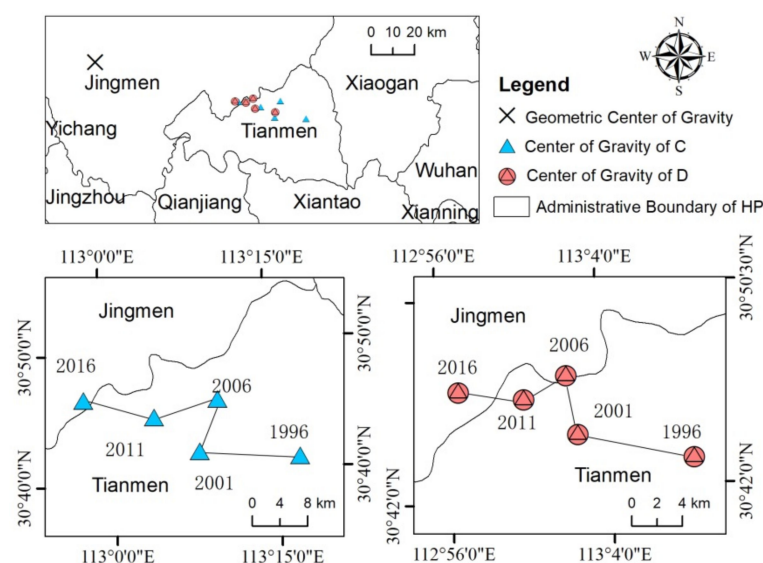 0 10 20 km
Jingmen
Xiaogan
Yichang
Tianmen
Wuhan
Jingzhou
Qianjiang
Xiantao
Xianning
N
W
E
S
Legend
Geometric Center of Gravity
Center of Gravity of C
Center of Gravity of D
Administrative Boundary of HP
113°0'0"E
113°15'0"E
30°50'0"N
30°50'0"N
Jingmen
2016
2006
2011
1996
2001
Tianmen
0 4 8 km
30°40'0"N
30°40'0"N
113°0'0"E
113°15'0"E
112°56'0"E
113°4'0"E
30°50'30"N
Jingmen
2006
2016
2011
2001
1996
Tianmen
0 2 4 km
30°42'0"N
30°42'0"N
112°56'0"E
113°4'0"E